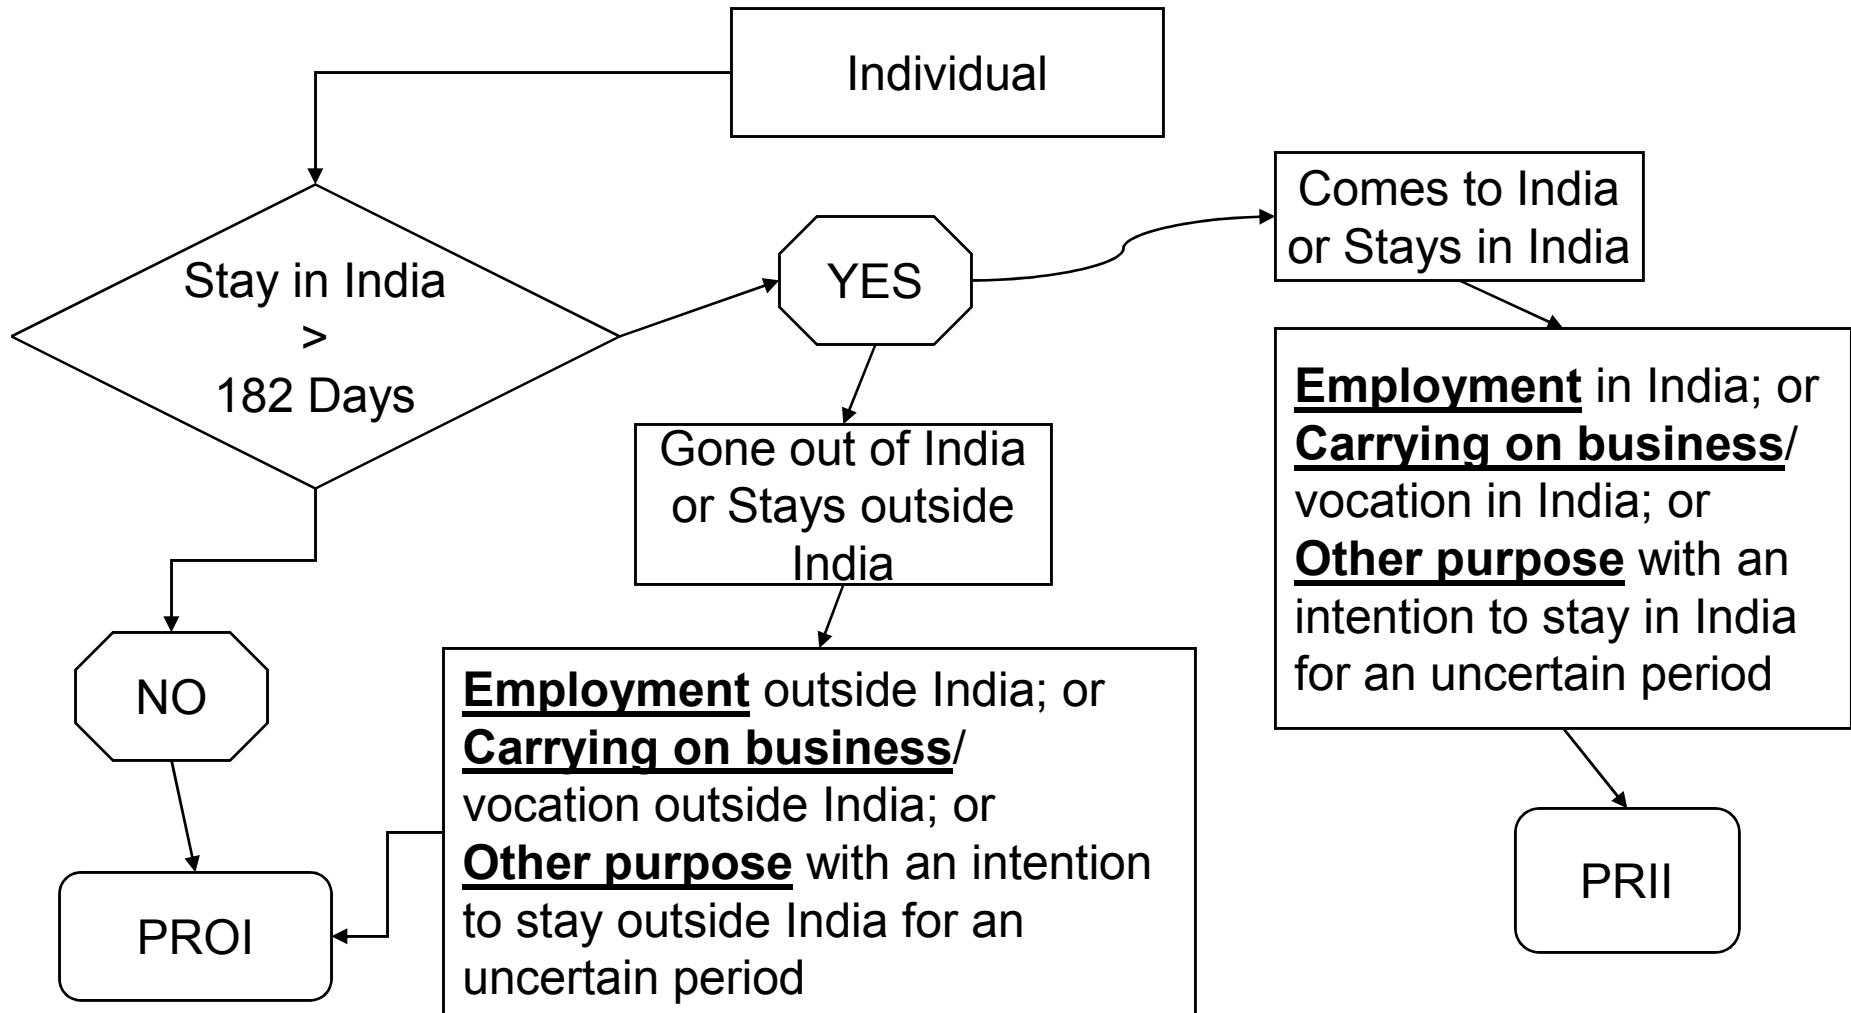 Individual
Stay in India
>
182 Days
YES
Comes to India
or Stays in India
Gone out of India
or Stays outside
India
Employment in India; or
Carrying on business/
vocation in India; or
Other purpose with an
intention to stay in India
for an uncertain period
NO
Employment outside India; or
Carrying on business/
vocation outside India; or
Other purpose with an intention
to stay outside India for an
uncertain period
PROI
PRII